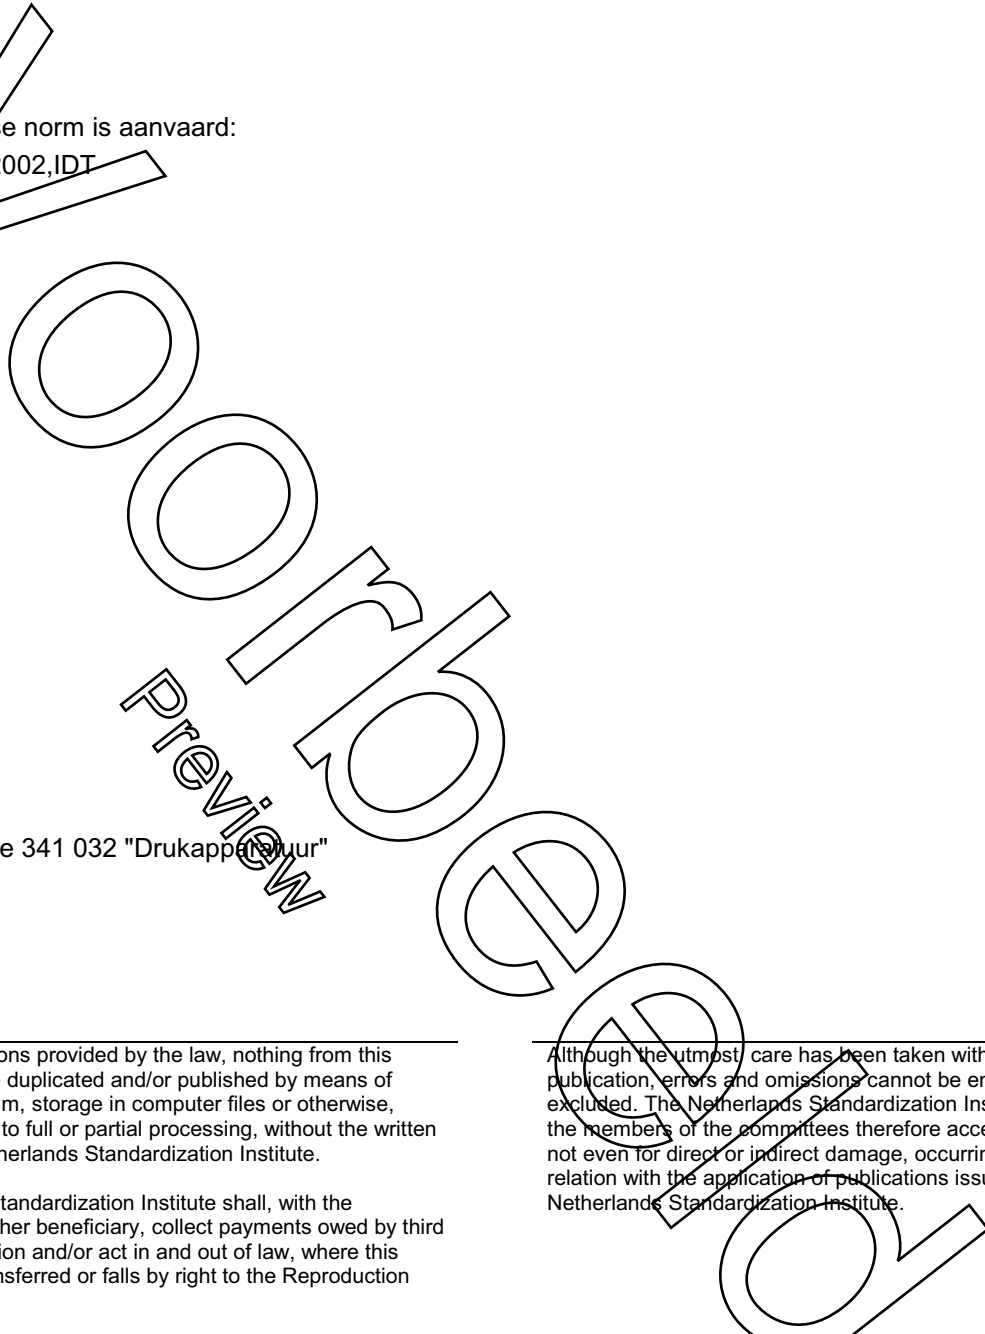 e norm is aanvaard:
002,IDT
Voorbeeld
Preview
e 341 032 "Drukapparatuur"
ons provided by the law, nothing from this
duplicated and/or published by means of
m, storage in computer files or otherwise,
to full or partial processing, without the written
herlands Standardization Institute.
tandardization Institute shall, with the
her beneficiary, collect payments owed by third
ion and/or act in and out of law, where this
nsferred or falls by right to the Reproduction
Although the utmost care has been taken with
publication, errors and omissions cannot be en
excluded. The Netherlands Standardization Ins
the members of the committees therefore acce
not even for direct or indirect damage, occurrin
relation with the application of publications issu
Netherlands Standardization Institute.